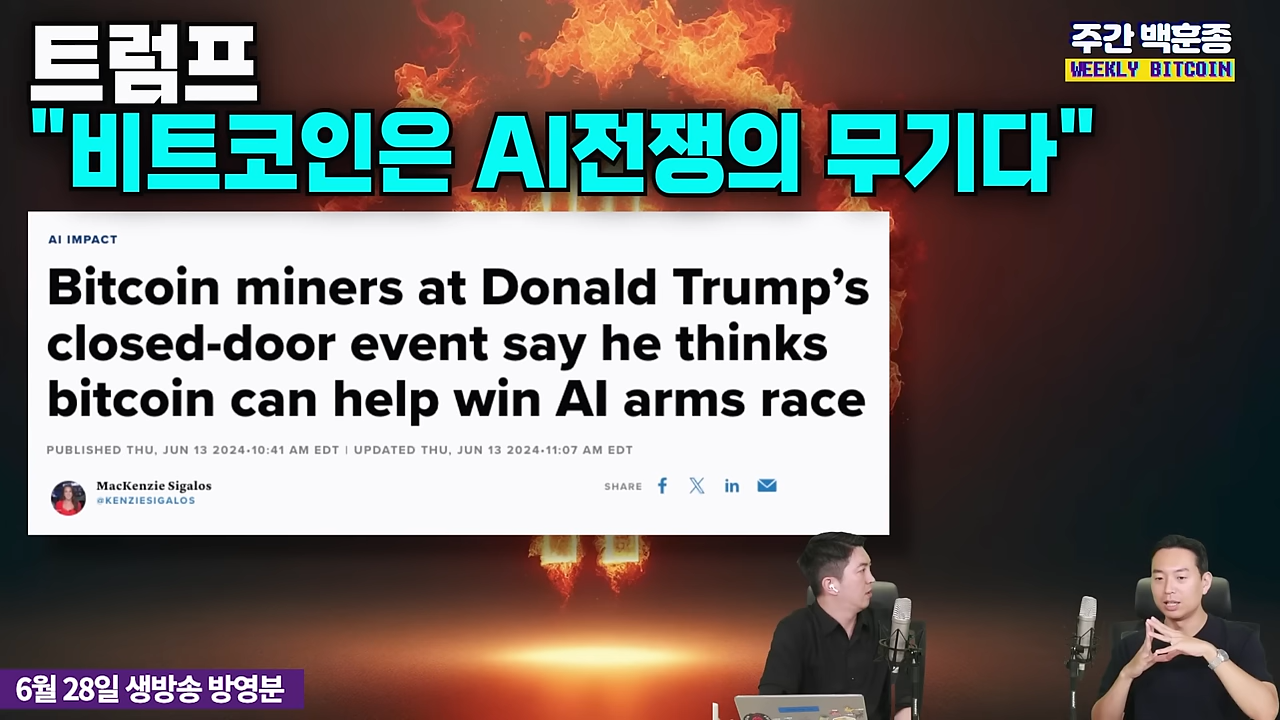 트럼프
"비트코인은 AI전쟁의 무기다"
주간 백훈종
WEEKLY BITCOIN
AI IMPACT
Bitcoin miners at Donald Trump's
closed-door event say he thinks
bitcoin can help win AI arms race
PUBLISHED THU, JUN 13 2024•10:41 AM EDT | UPDATED THU, JUN 13 2024•11:07 AM EDT
MacKenzie Sigalos
@KENZIESIGALOS
SHARE
6월 28일 생방송 방영분